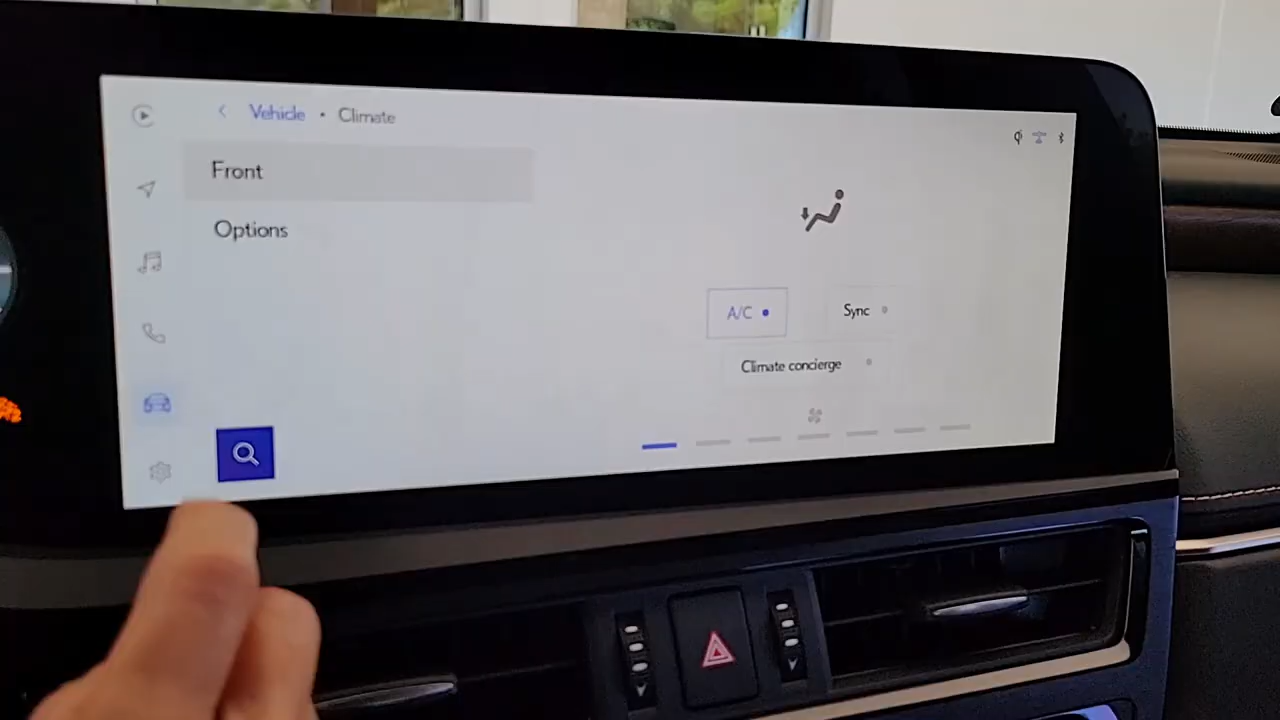 Vehicle • Climate
Front
Options
A/C
Sync
Climate concierge